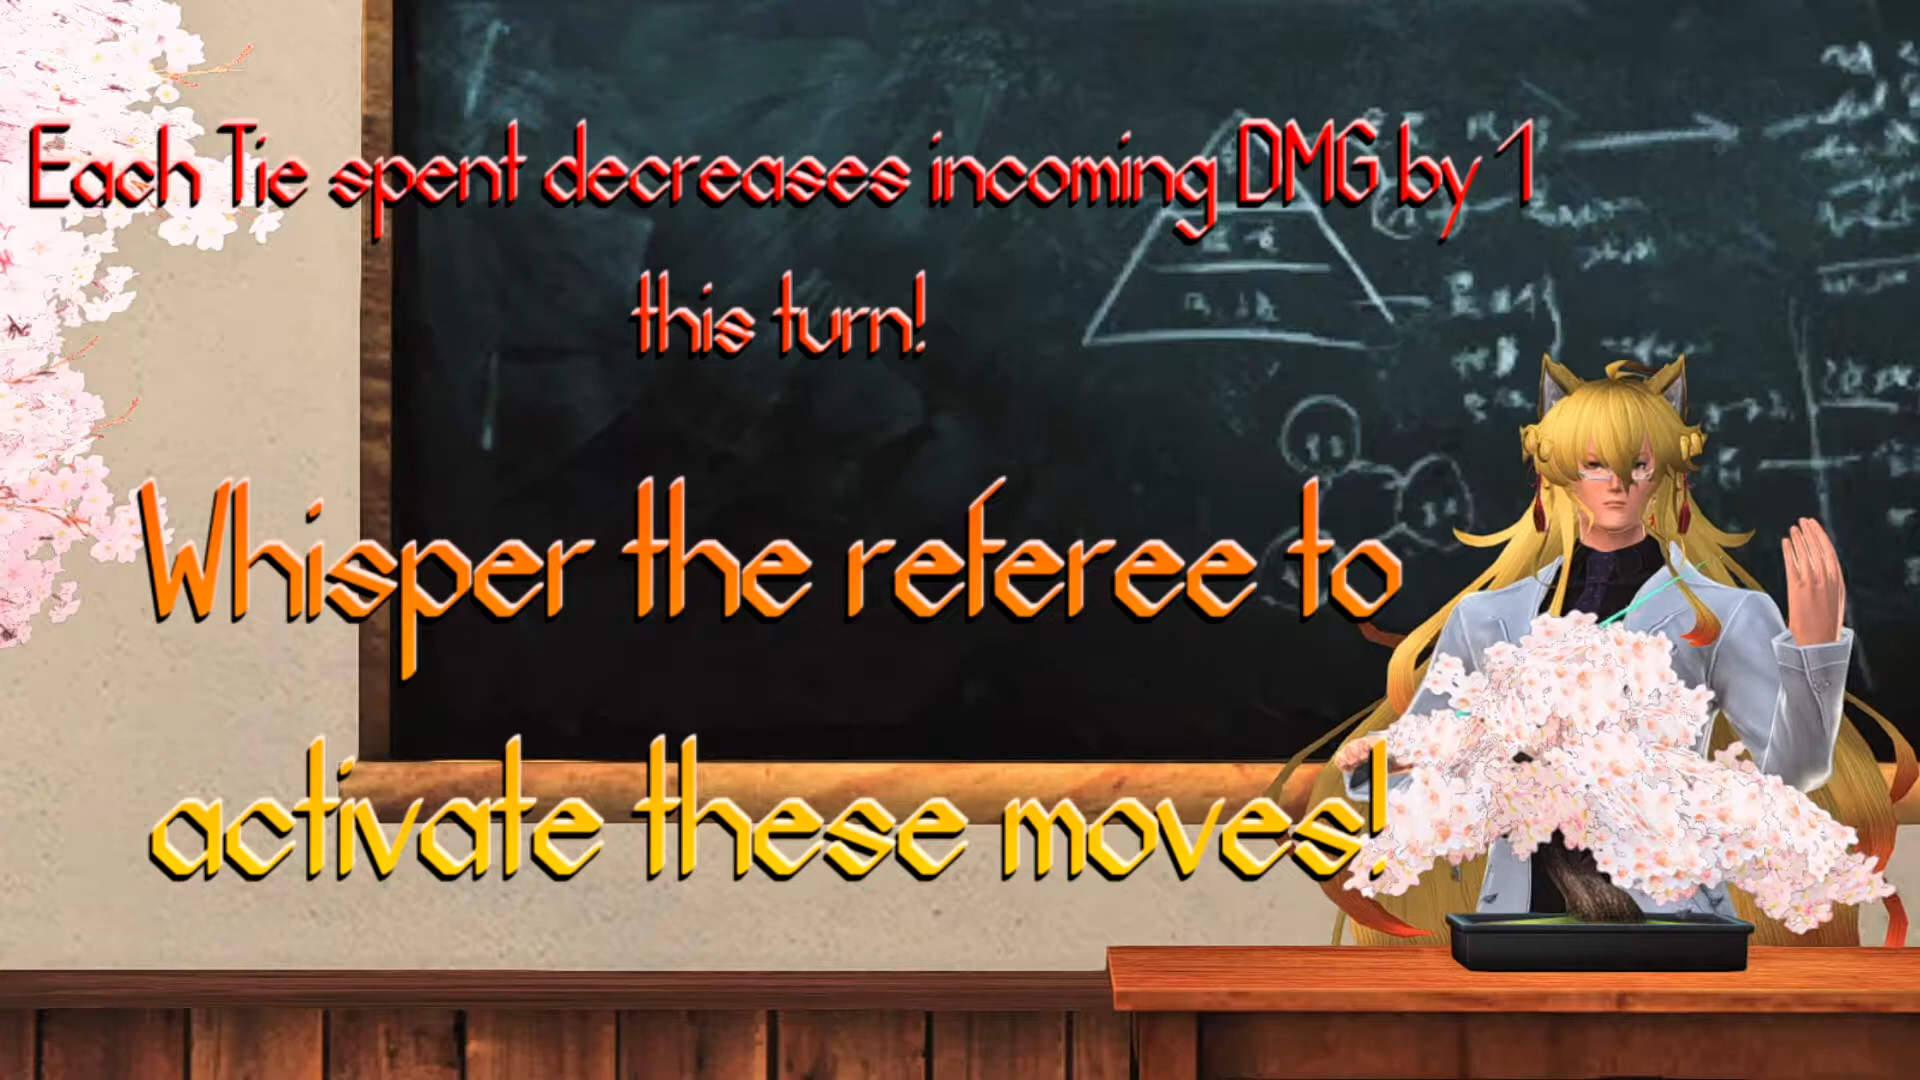 Each Tie spent decreases incoming DMG by 1
this turn!
Whisper the referee to
activate these moves!